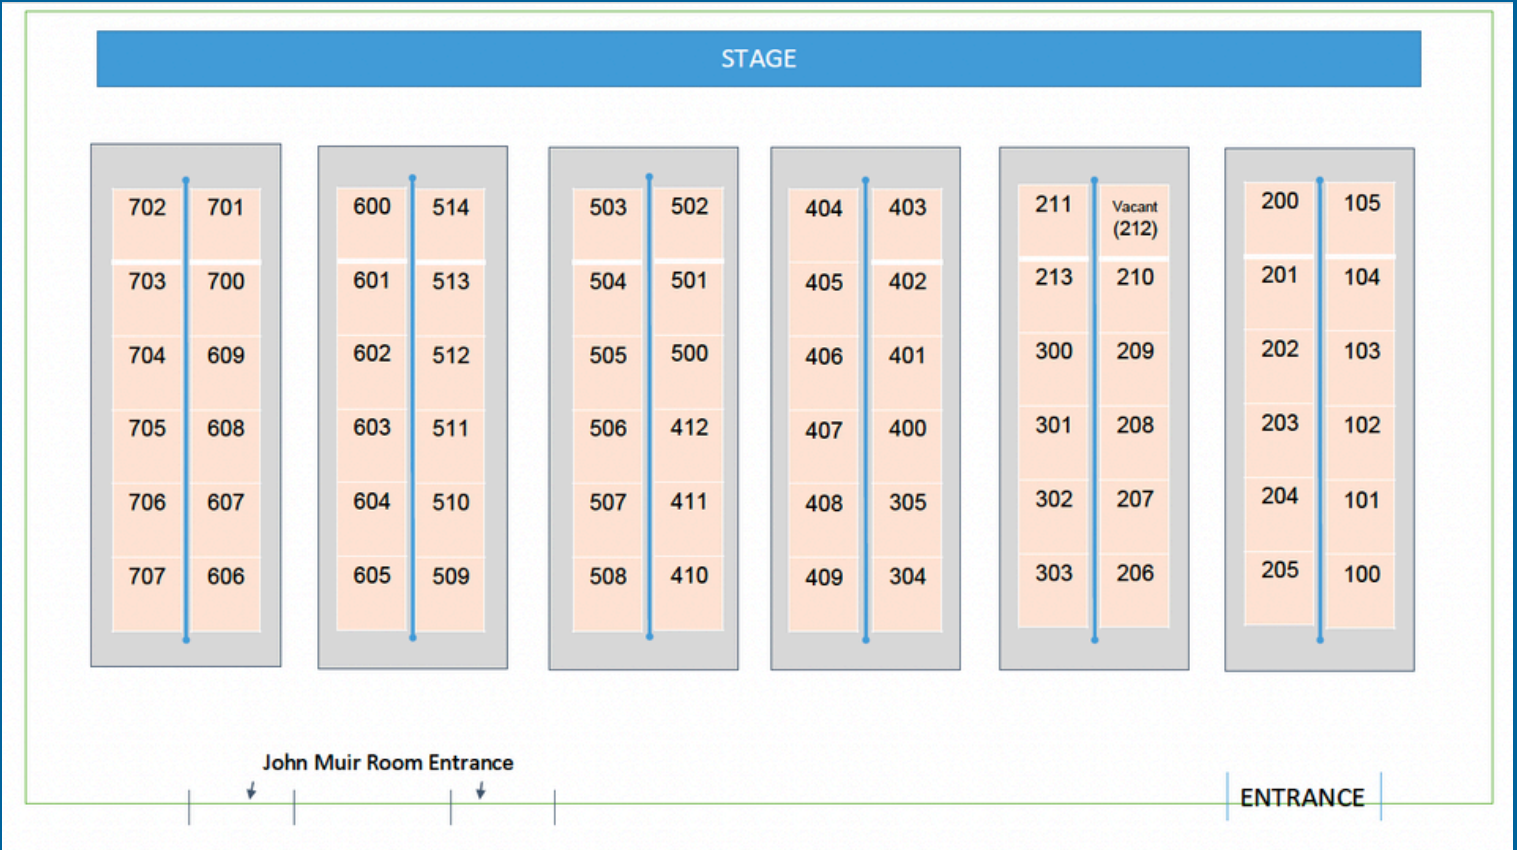 STAGE
702 701 600 514 503 502 404 403 211 Vacant (212) 200 105
703 700 601 513 504 501 405 402 213 210 201 104
704 609 602 512 505 500 406 401 300 209 202 103
705 608 603 511 506 412 407 400 301 208 203 102
706 607 604 510 507 411 408 305 302 207 204 101
707 606 605 509 508 410 409 304 303 206 205 100
John Muir Room Entrance
ENTRANCE